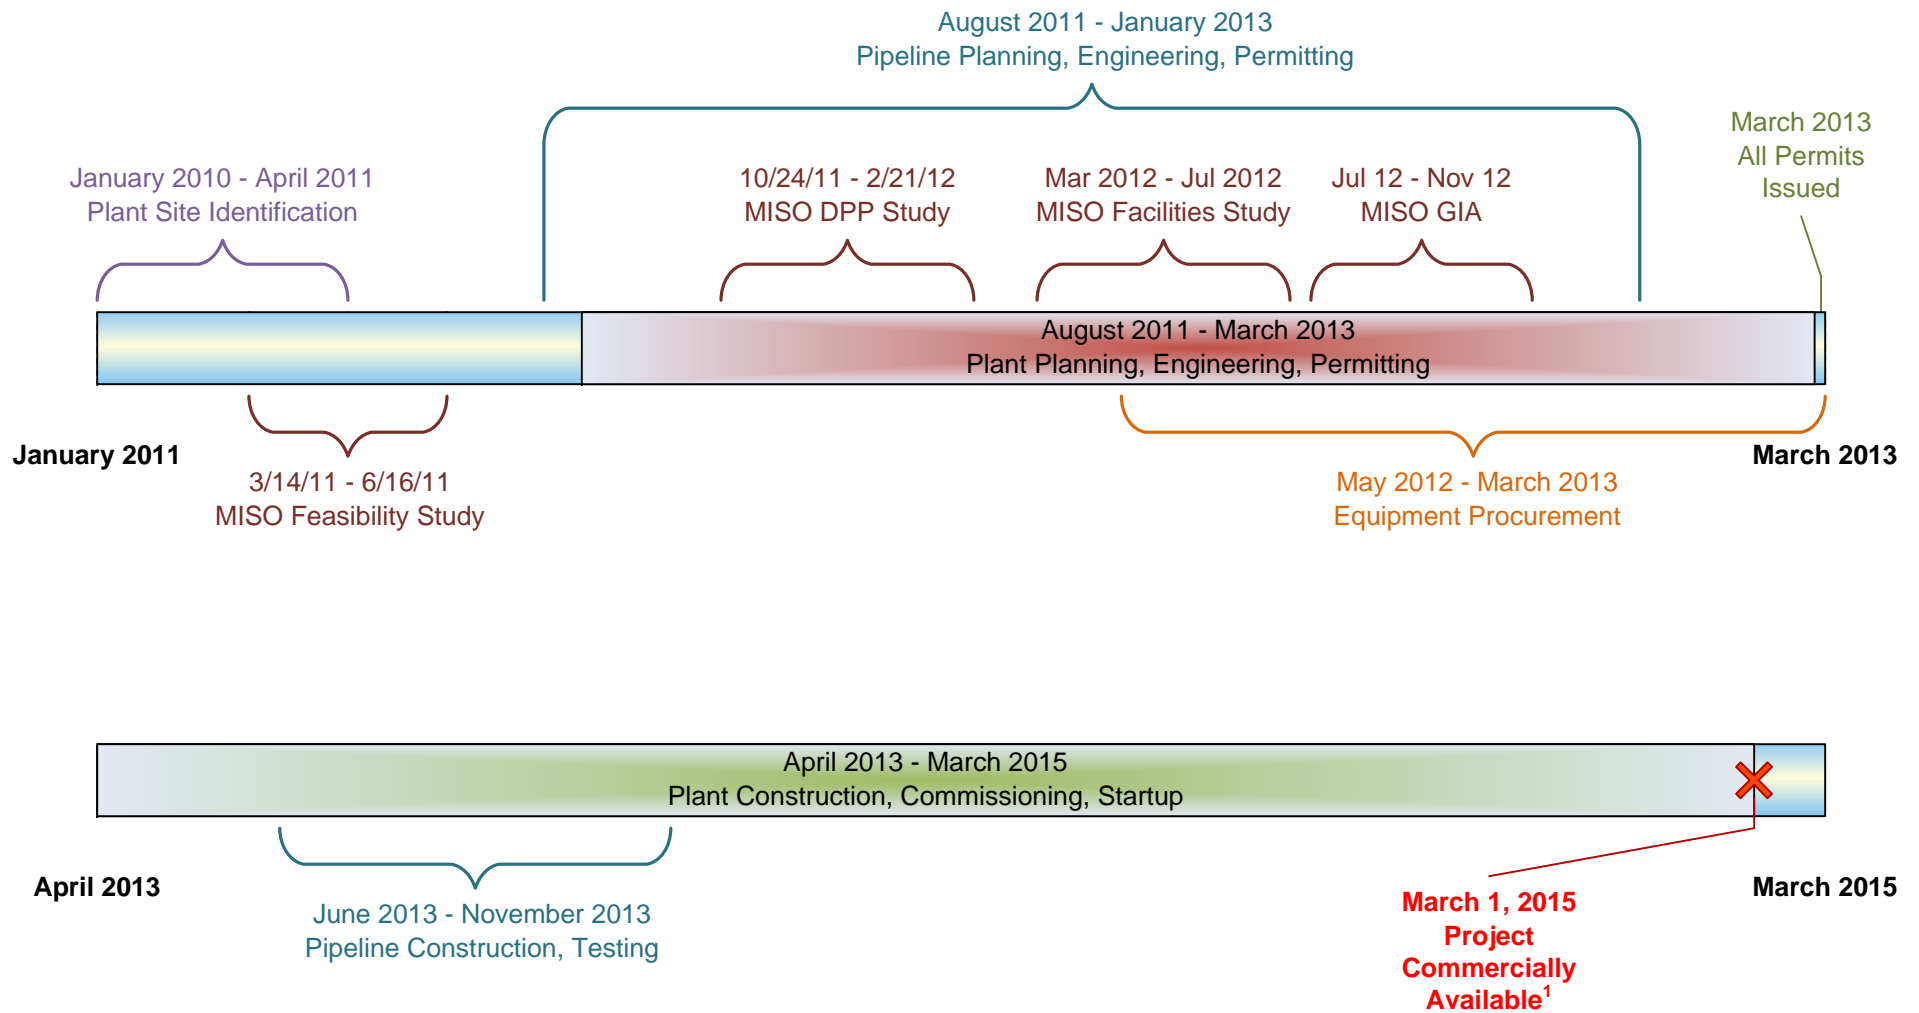 August 2011 - January 2013
Pipeline Planning, Engineering, Permitting
March 2013
All Permits
Issued
January 2010 - April 2011
Plant Site Identification
10/24/11 - 2/21/12
MISO DPP Study
Mar 2012 - Jul 2012
MISO Facilities Study
Jul 12 - Nov 12
MISO GIA
August 2011 - March 2013
Plant Planning, Engineering, Permitting
January 2011
March 2013
3/14/11 - 6/16/11
MISO Feasibility Study
May 2012 - March 2013
Equipment Procurement
April 2013 - March 2015
Plant Construction, Commissioning, Startup
April 2013
March 2015
June 2013 - November 2013
Pipeline Construction, Testing
March 1, 2015
Project
Commercially
Available¹